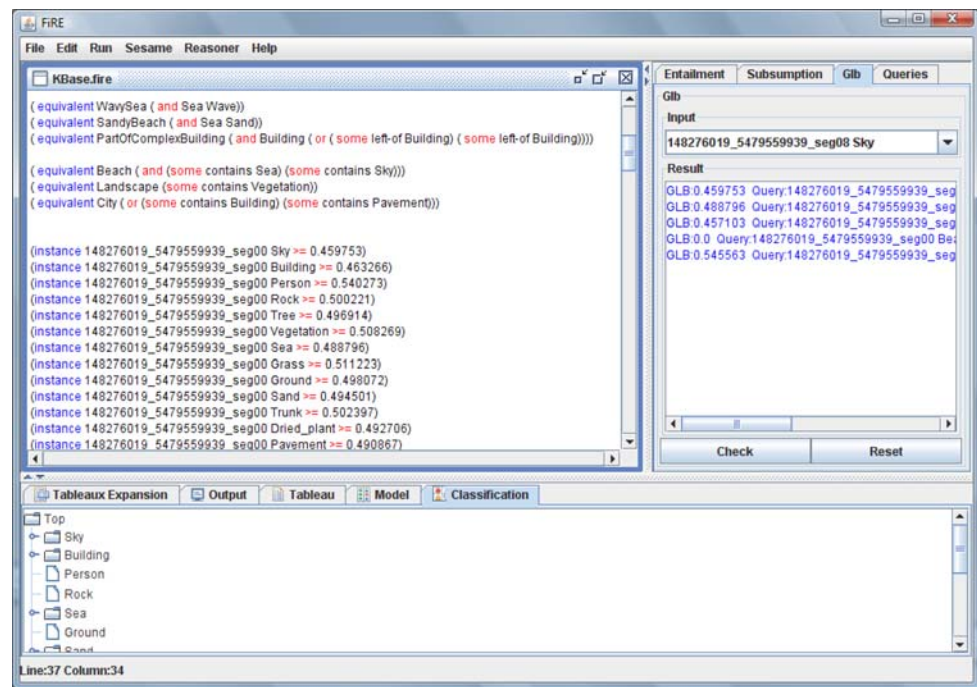 FiRE
File Edit Run Sesame Reasoner Help
KBase.fire
( equivalent WavySea ( and Sea Wave))
( equivalent SandyBeach ( and Sea Sand))
( equivalent PartOfComplexBuilding ( and Building ( or ( some left-of Building) ( some left-of Building))))
( equivalent Beach ( and (some contains Sea) (some contains Sky)))
( equivalent Landscape (some contains Vegetation))
( equivalent City ( or (some contains Building) (some contains Pavement)))
(instance 148276019_5479559939_seg00 Sky >= 0.459753)
(instance 148276019_5479559939_seg00 Building >= 0.463266)
(instance 148276019_5479559939_seg00 Person >= 0.540273)
(instance 148276019_5479559939_seg00 Rock >= 0.500221)
(instance 148276019_5479559939_seg00 Tree >= 0.496914)
(instance 148276019_5479559939_seg00 Vegetation >= 0.508269)
(instance 148276019_5479559939_seg00 Sea >= 0.488796)
(instance 148276019_5479559939_seg00 Grass >= 0.511223)
(instance 148276019_5479559939_seg00 Ground >= 0.498072)
(instance 148276019_5479559939_seg00 Sand >= 0.494501)
(instance 148276019_5479559939_seg00 Trunk >= 0.502397)
(instance 148276019_5479559939_seg00 Dried_plant >= 0.492706)
(instance 148276019_5479559939_seg00 Pavement >= 0.490867)
Entailment Subsumption Glb Queries
Glb
Input
148276019_5479559939_seg08 Sky
Result
GLB:0.459753 Query:148276019_5479559939_seg
GLB:0.488796 Query:148276019_5479559939_seg
GLB:0.457103 Query:148276019_5479559939_seg
GLB:0.0 Query:148276019_5479559939_seg00 Bea
GLB:0.545563 Query:148276019_5479559939_seg
Check Reset
Tableaux Expansion Output Tableau Model Classification
Top
Sky
Building
Person
Rock
Sea
Ground
Sand
Line:37 Column:34